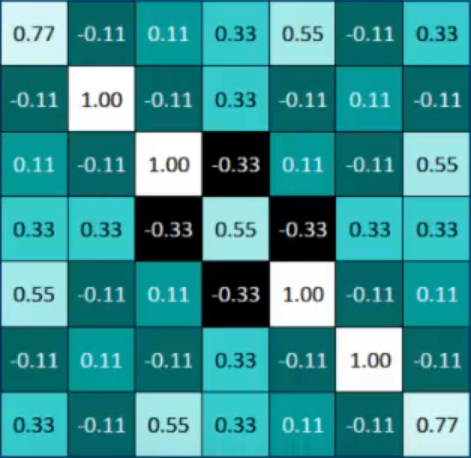 0.77 -0.11 0.11 0.33 0.55 -0.11 0.33
-0.11 1.00 -0.11 0.33 -0.11 0.11 -0.11
0.11 -0.11 1.00 -0.33 0.11 -0.11 0.55
0.33 0.33 -0.33 0.55 -0.33 0.33 0.33
0.55 -0.11 0.11 -0.33 1.00 -0.11 0.11
-0.11 0.11 -0.11 0.33 -0.11 1.00 -0.11
0.33 -0.11 0.55 0.33 0.11 -0.11 0.77